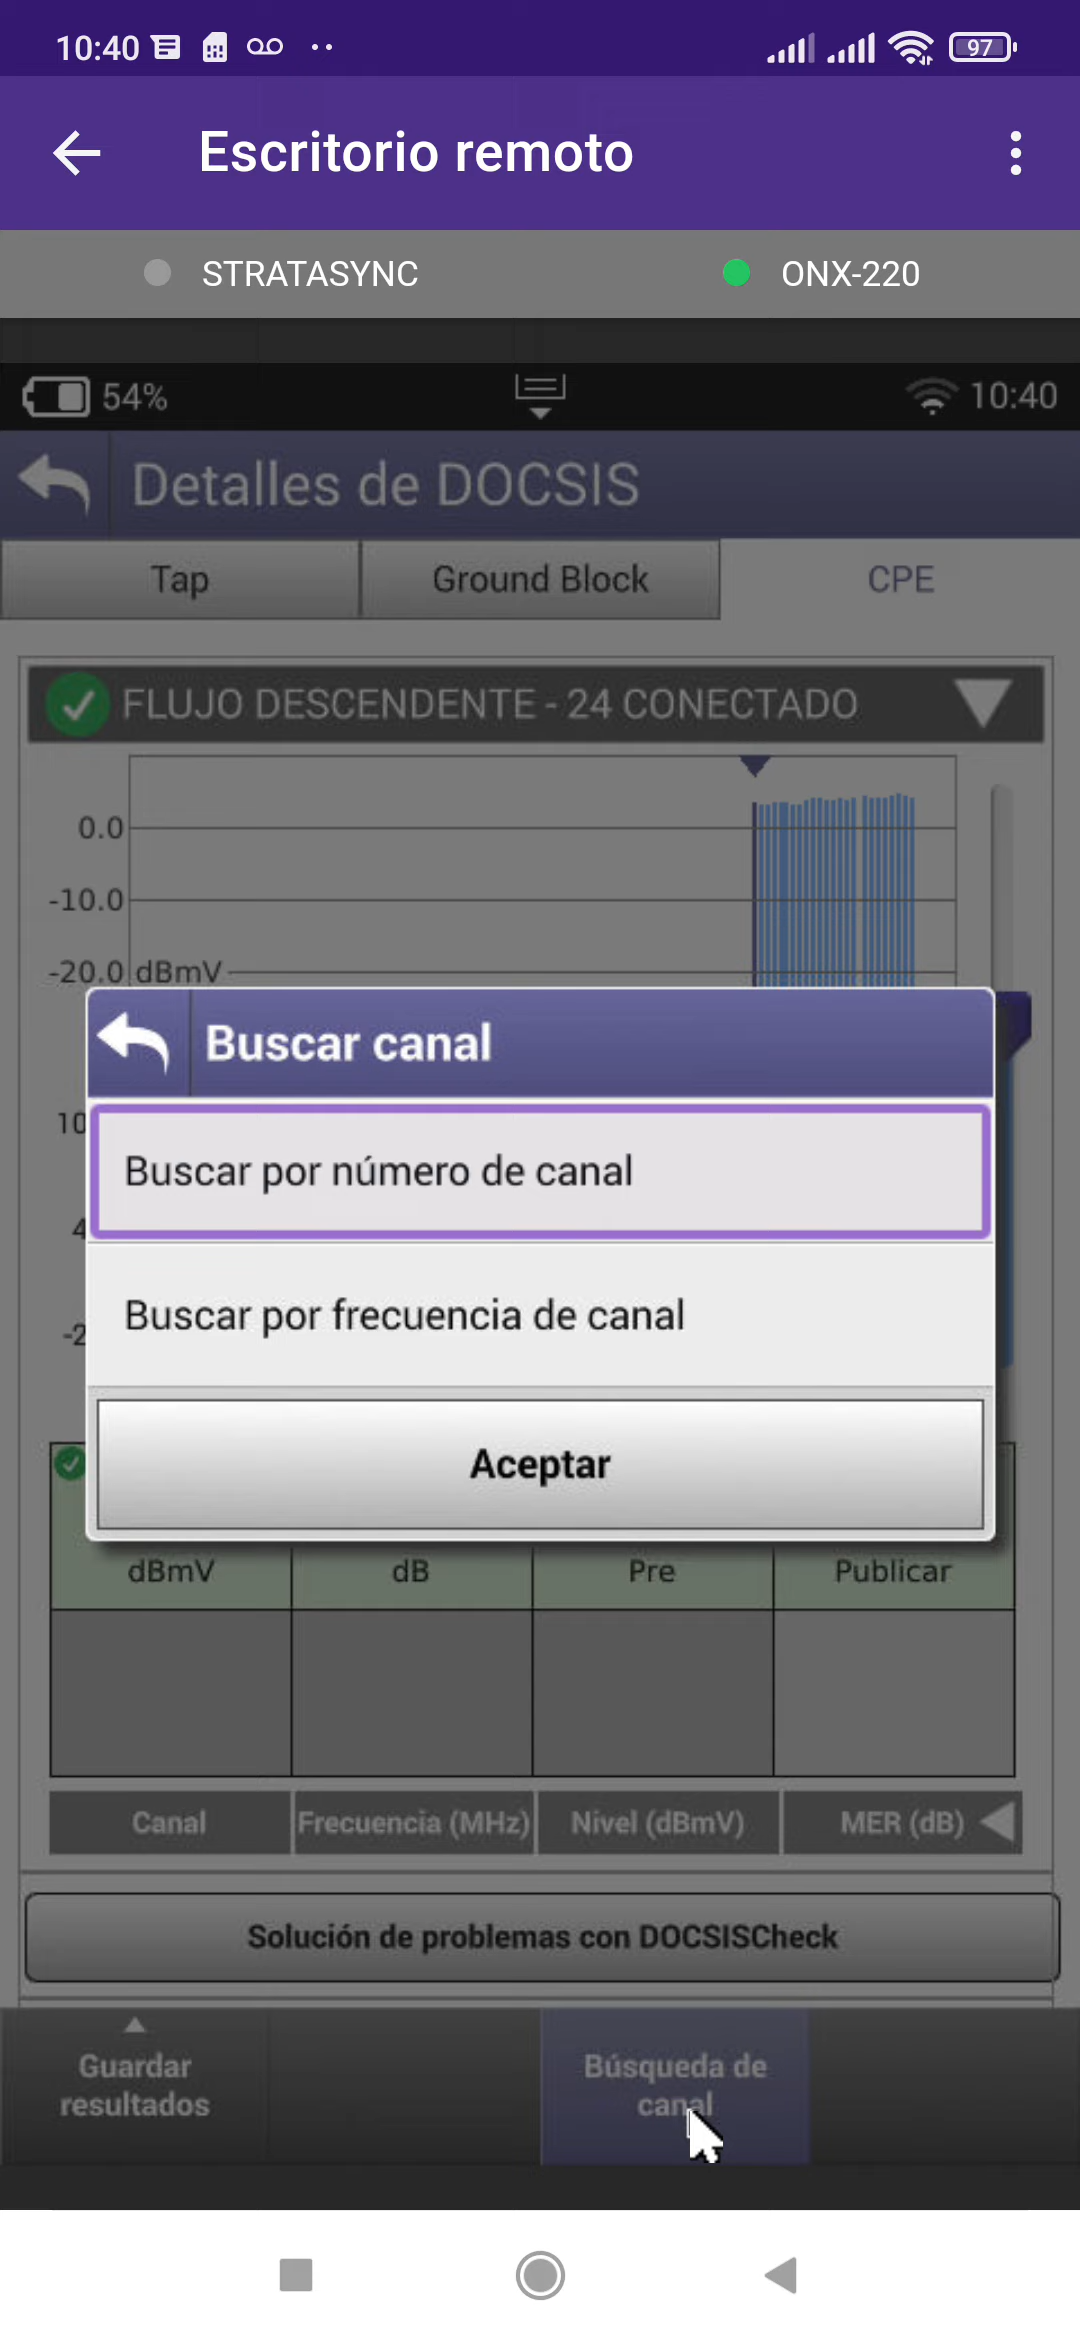 10:40
97
Escritorio remoto
STRATASYNC
ONX-220
54%
10:40
Detalles de DOCSIS
Tap
Ground Block
CPE
FLUJO DESCENDENTE - 24 CONECTADO
0.0
-10.0
-20.0 dBmV
Buscar canal
10
Buscar por número de canal
4
Buscar por frecuencia de canal
-2
Aceptar
dBmV
dB
Pre
Publicar
Canal
Frecuencia (MHz)
Nivel (dBmV)
MER (dB)
Solución de problemas con DOCSISCheck
Guardar
resultados
Búsqueda de
canal